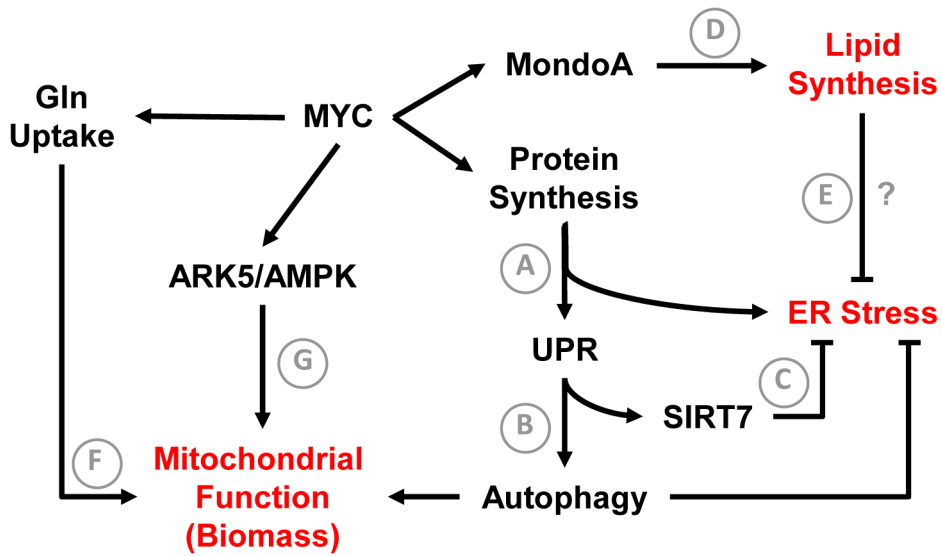 D
Lipid
Synthesis
MondoA
Gln
Uptake
MYC
Protein
Synthesis
E ?
A
ARK5/AMPK
ER Stress
UPR
G
C
B
SIRT7
F
Mitochondrial
Function
(Biomass)
Autophagy